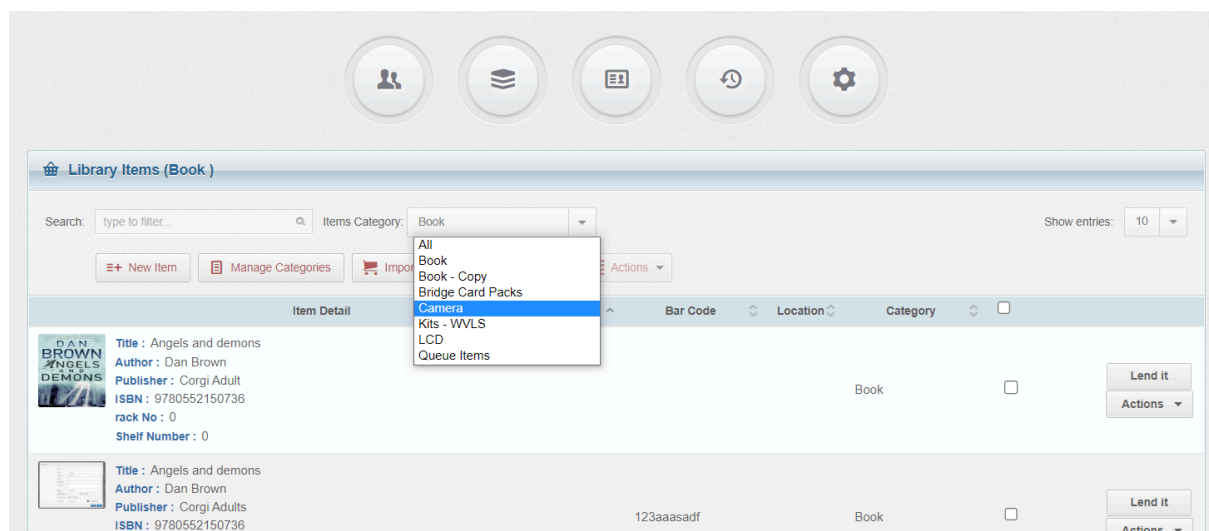 Library Items (Book )
Search: type to filter... Items Category: Book Show entries: 10
All
Book
Book - Copy
Bridge Card Packs
Camera
Kits - WVLS
LCD
Queue Items
New Item Manage Categories Impor Actions
Item Detail Bar Code Location Category
DAN
BROWN
ANGELS
AND
DEMONS
Title : Angels and demons
Author : Dan Brown
Publisher : Corgi Adult
ISBN : 9780552150736
rack No : 0
Shelf Number : 0
Book
Lend it
Actions
Title : Angels and demons
Author : Dan Brown
Publisher : Corgi Adults
ISBN : 9780552150736
123aaasadf Book
Lend it
Actions